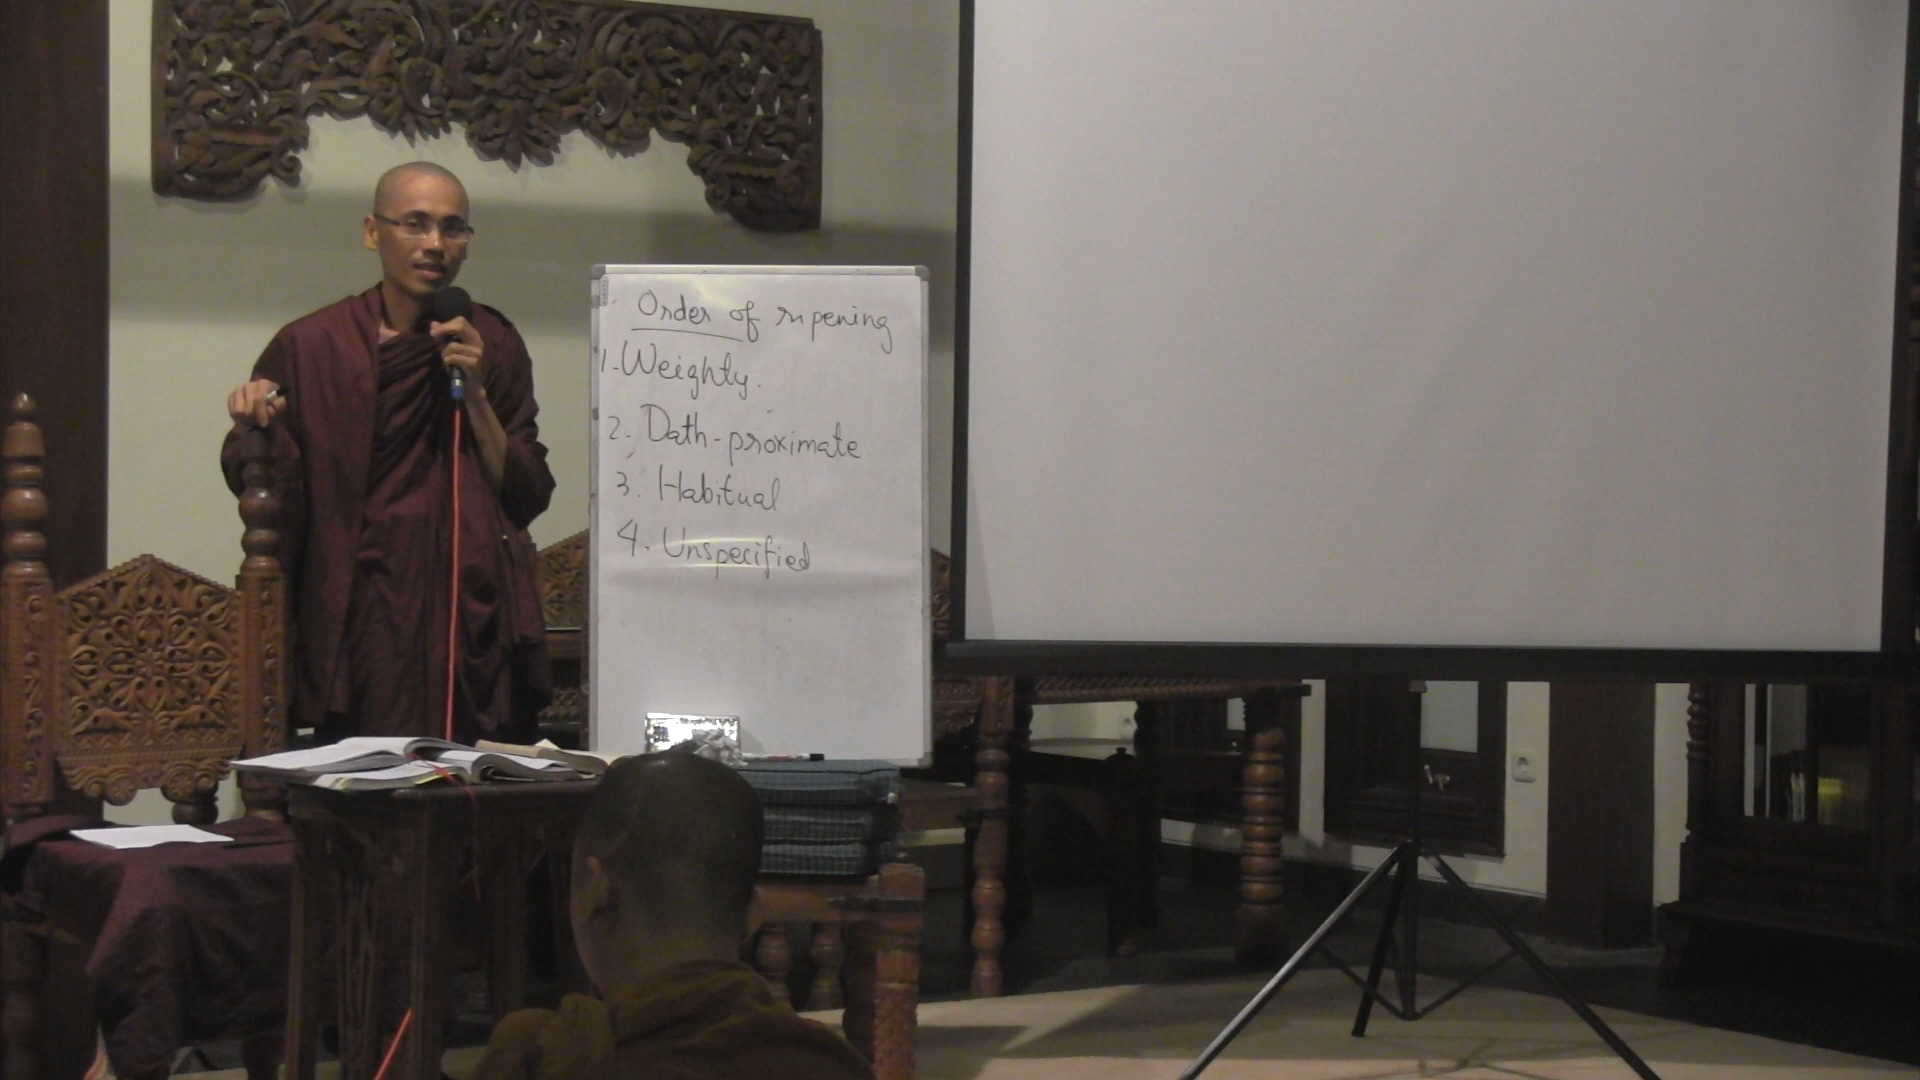 Order of ripening
1. Weighty.
2. Dath-proximate
3. Habitual
4. Unspecified